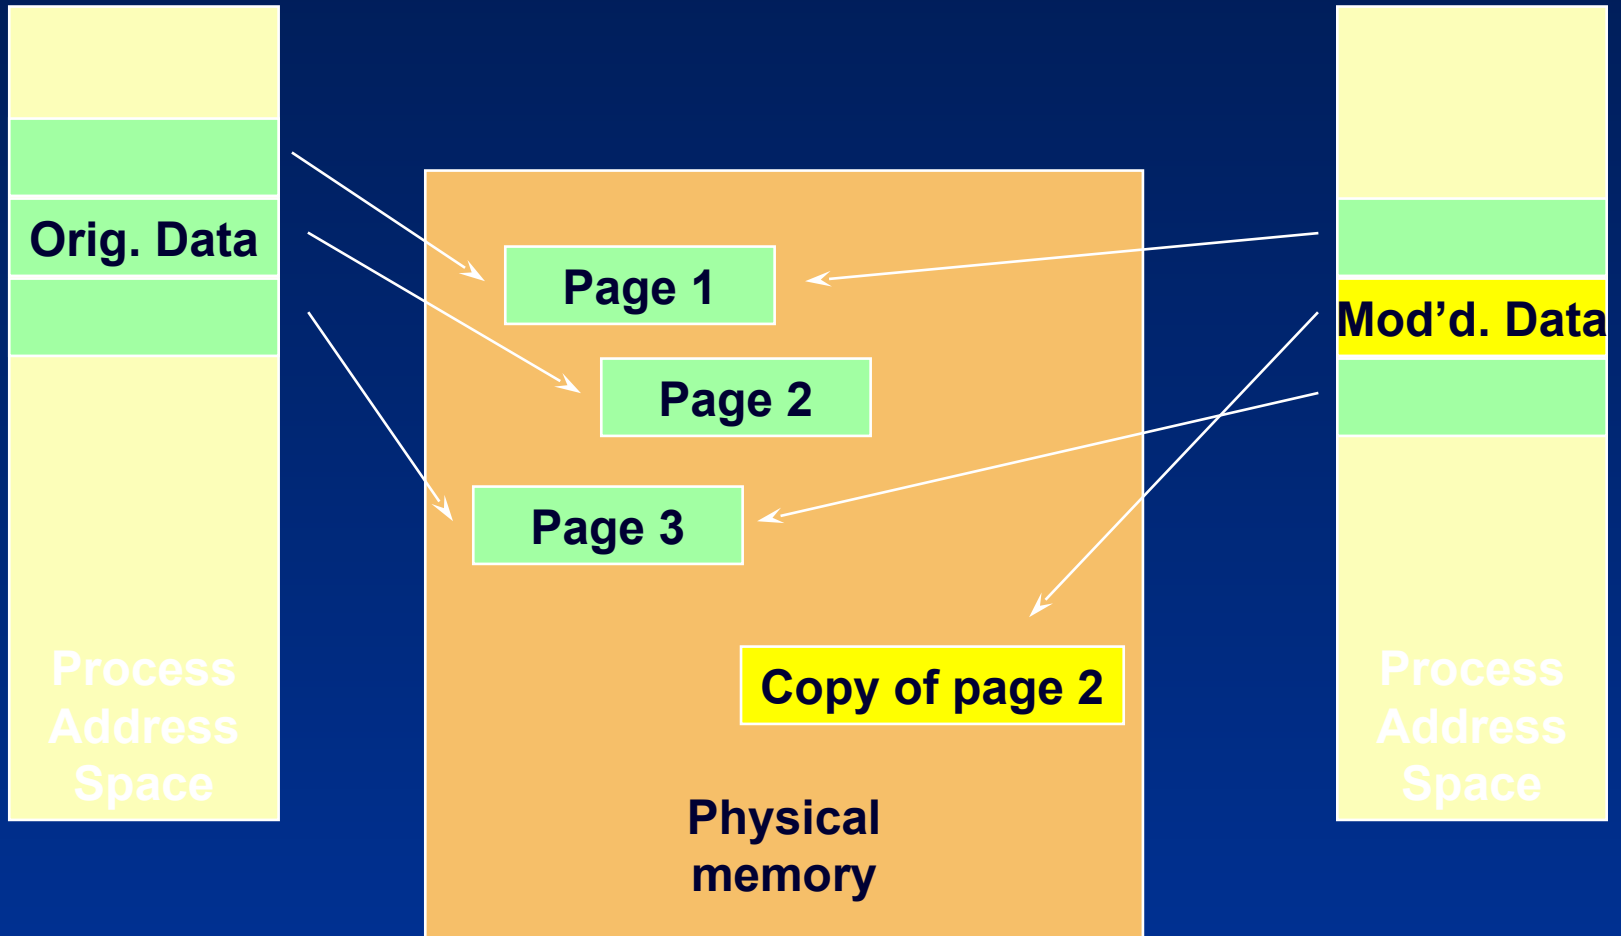 Orig. Data
Page 1
Mod’d. Data
Page 2
Page 3
Copy of page 2
Process
Address
Space
Physical
memory
Process
Address
Space